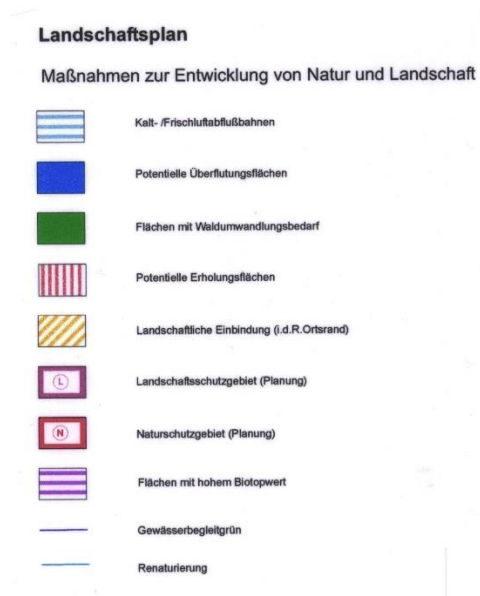 Landschaftsplan
Maßnahmen zur Entwicklung von Natur und Landschaft
Kalt- /Frischluftabflußbahnen
Potentielle Überflutungsflächen
Flächen mit Waldumwandlungsbedarf
Potentielle Erholungsflächen
Landschaftliche Einbindung (i.d.R.Ortsrand)
L
Landschaftsschutzgebiet (Planung)
N
Naturschutzgebiet (Planung)
Flächen mit hohem Biotopwert
Gewässerbegleitgrün
Renaturierung